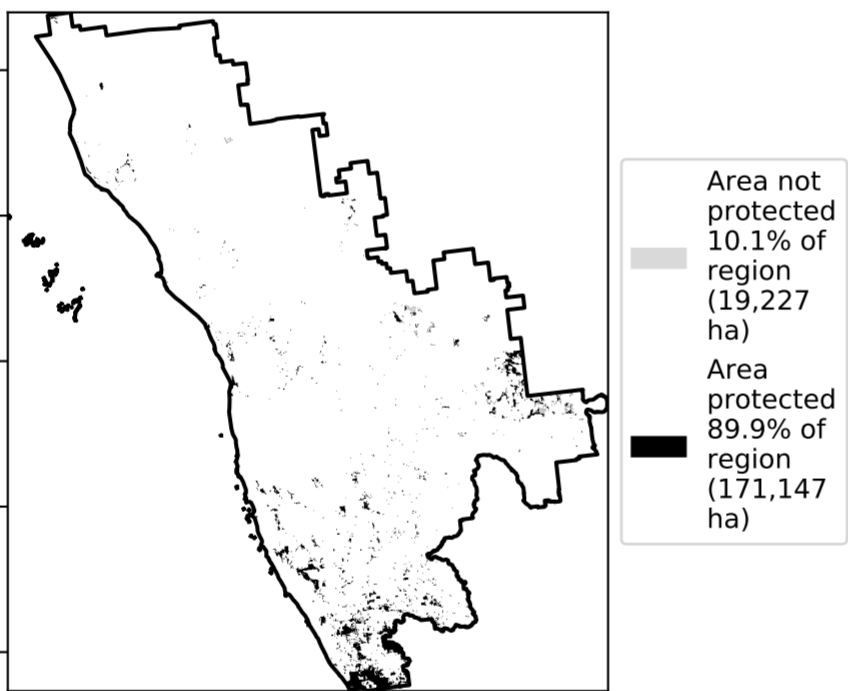 Area not
protected
10.1% of
region
(19,227
ha)
Area
protected
89.9% of
region
(171,147
ha)